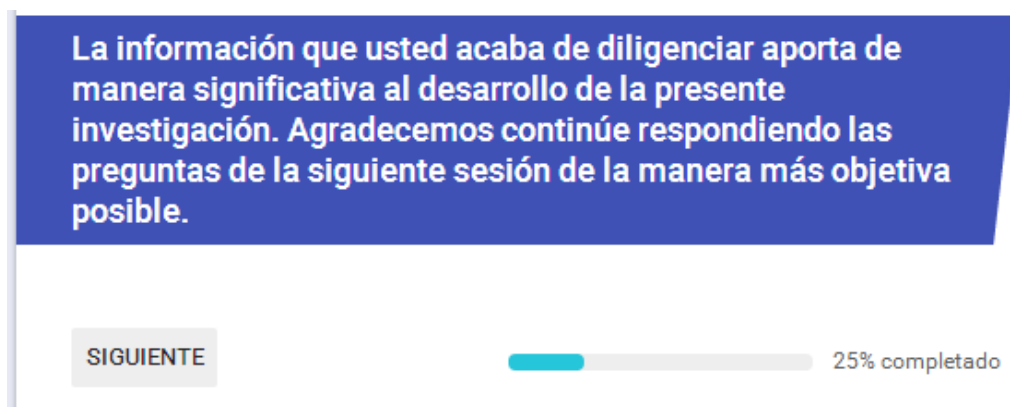 La información que usted acaba de diligenciar aporta de
manera significativa al desarrollo de la presente
investigación. Agradecemos continúe respondiendo las
preguntas de la siguiente sesión de la manera más objetiva
posible.
SIGUIENTE
25% completado